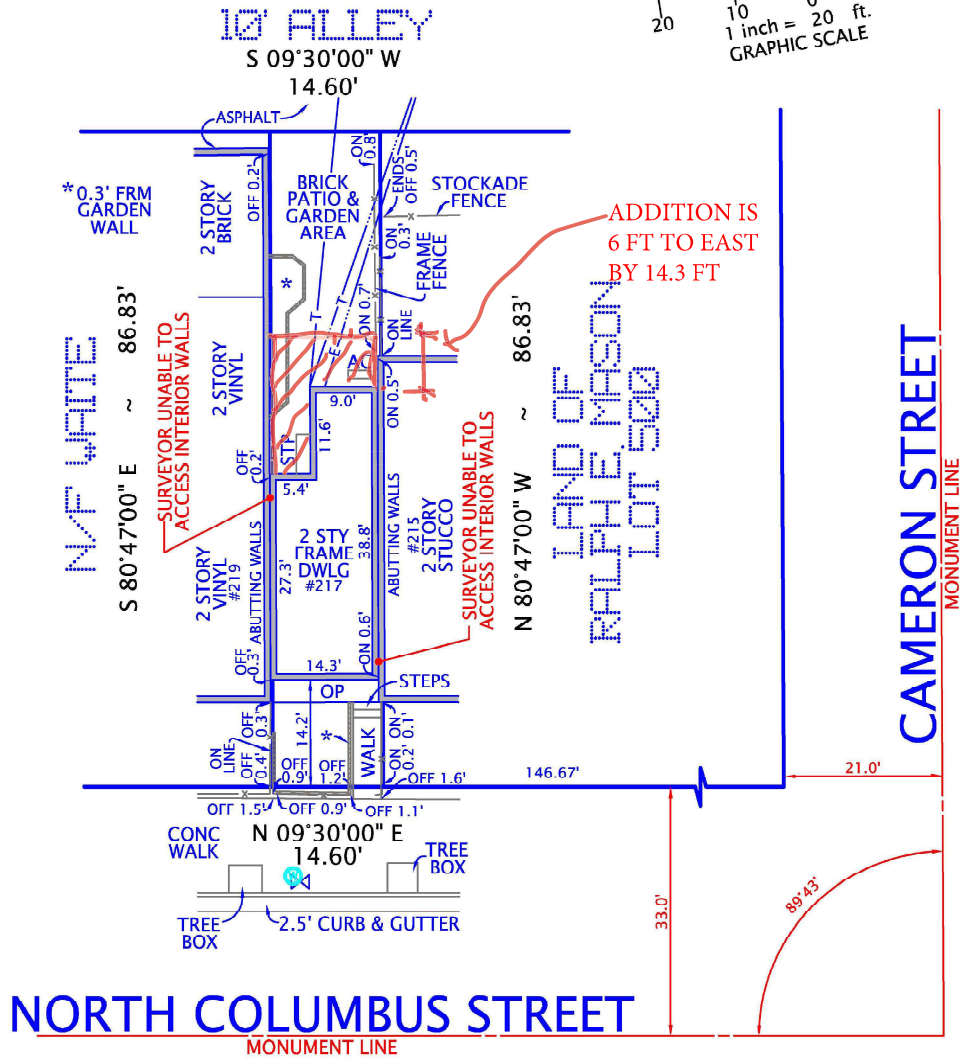 10' ALLEY
S 09°30'00" W
14.60'
20
10
0
1 inch = 20 ft.
GRAPHIC SCALE
ASPHALT
* 0.3' FRM
GARDEN
WALL
2 STORY
BRICK
OFF 0.2'
BRICK
PATIO &
GARDEN
AREA
ON
0.8'
ENDS
OFF 0.5'
STOCKADE
FENCE
ON
0.3'
FRAME
FENCE
ON 0.7'
ON
LINE
ADDITION IS
6 FT TO EAST
BY 14.3 FT
*
T
T
E
AC
N/F WAITE
S 80°47'00" E ~ 86.83'
SURVEYOR UNABLE TO
ACCESS INTERIOR WALLS
2 STORY
VINYL
9.0'
11.6'
STP
5.4'
ON 0.5'
OFF
0.2'
2 STY
FRAME
DWLG
#217
27.3'
38.8'
ABUTTING WALLS
ABUTTING WALLS
2 STORY
VINYL
#219
#215
2 STORY
STUCCO
SURVEYOR UNABLE TO
ACCESS INTERIOR WALLS
N 80°47'00" W ~ 86.83'
LAND OF
RALPH E. MASON
LOT 500
CAMERON STREET
MONUMENT LINE
OFF
0.3'
ON 0.6'
14.3'
OP
STEPS
OFF
0.3'
14.2'
*
WALK
ON
0.1'
ON
0.2'
ON
LINE
OFF
0.4'
OFF
0.9'
OFF
1.2'
OFF 1.6'
146.67'
21.0'
OFF 1.5'
OFF 0.9'
OFF 1.1'
N 09°30'00" E
14.60'
CONC
WALK
TREE
BOX
TREE
BOX
2.5' CURB & GUTTER
33.0'
89°43'
NORTH COLUMBUS STREET
MONUMENT LINE